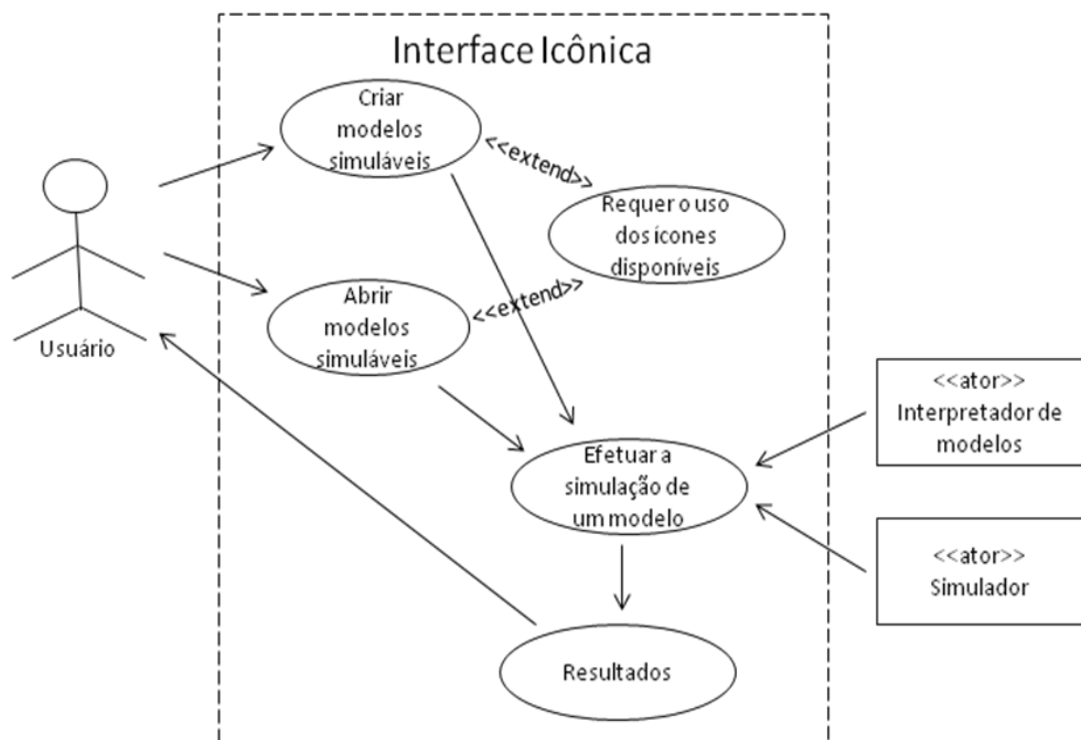 Interface Icônica
Criar
modelos
simuláveis
<<extend>>
Requer o uso
dos ícones
disponíveis
<<extend>>
Abrir
modelos
simuláveis
Usuário
<<ator>>
Interpretador de
modelos
Efetuar a
simulação de
um modelo
<<ator>>
Simulador
Resultados